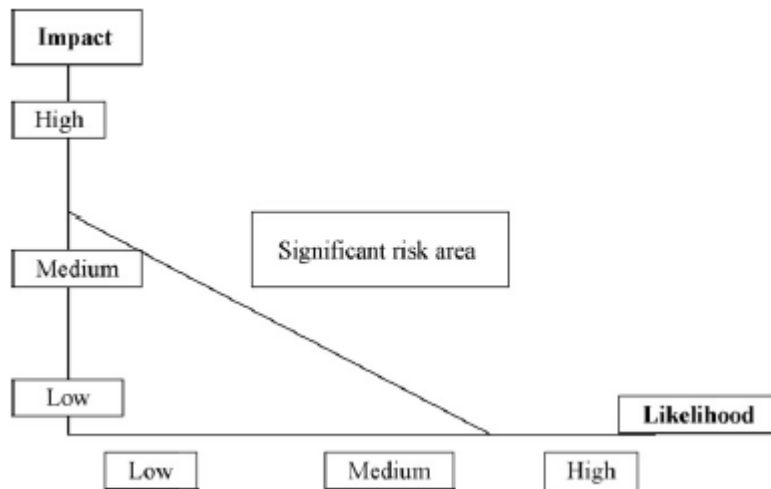 Impact
High
Significant risk area
Medium
Low
Likelihood
Low Medium High